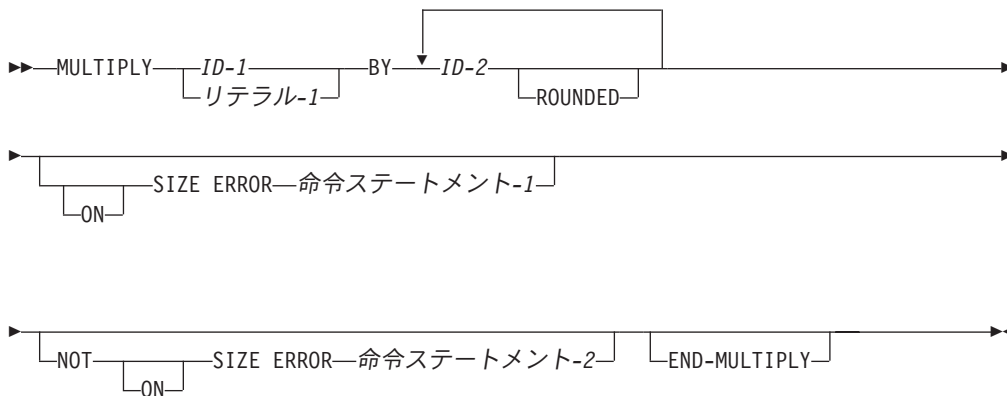 MULTIPLY ID-1 BY ID-2
リテラル-1 ROUNDED
SIZE ERROR 命令ステートメント-1
ON
NOT SIZE ERROR 命令ステートメント-2 END-MULTIPLY
ON